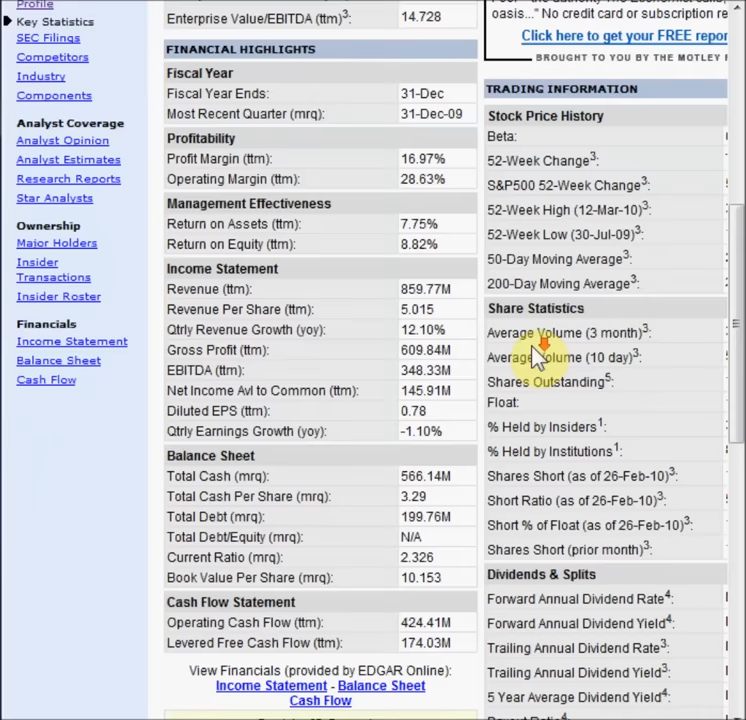 Profile
Key Statistics
SEC Filings
Competitors
Industry
Components
Analyst Coverage
Analyst Opinion
Analyst Estimates
Research Reports
Star Analysts
Ownership
Major Holders
Insider
Transactions
Insider Roster
Financials
Income Statement
Balance Sheet
Cash Flow
Enterprise Value/EBITDA (ttm)3: 14.728
FINANCIAL HIGHLIGHTS
Fiscal Year
Fiscal Year Ends: 31-Dec
Most Recent Quarter (mrq): 31-Dec-09
Profitability
Profit Margin (ttm): 16.97%
Operating Margin (ttm): 28.63%
Management Effectiveness
Return on Assets (ttm): 7.75%
Return on Equity (ttm): 8.82%
Income Statement
Revenue (ttm): 859.77M
Revenue Per Share (ttm): 5.015
Qtrly Revenue Growth (yoy): 12.10%
Gross Profit (ttm): 609.84M
EBITDA (ttm): 348.33M
Net Income Avl to Common (ttm): 145.91M
Diluted EPS (ttm): 0.78
Qtrly Earnings Growth (yoy): -1.10%
Balance Sheet
Total Cash (mrq): 566.14M
Total Cash Per Share (mrq): 3.29
Total Debt (mrq): 199.76M
Total Debt/Equity (mrq): N/A
Current Ratio (mrq): 2.326
Book Value Per Share (mrq): 10.153
Cash Flow Statement
Operating Cash Flow (ttm): 424.41M
Levered Free Cash Flow (ttm): 174.03M
View Financials (provided by EDGAR Online):
Income Statement - Balance Sheet
Cash Flow
oasis..." No credit card or subscription re
Click here to get your FREE repor
BROUGHT TO YOU BY THE MOTLEY F
TRADING INFORMATION
Stock Price History
Beta:
52-Week Change3:
S&P500 52-Week Change3:
52-Week High (12-Mar-10)3:
52-Week Low (30-Jul-09)3:
50-Day Moving Average3:
200-Day Moving Average3:
Share Statistics
Average Volume (3 month)3:
Average Volume (10 day)3:
Shares Outstanding5:
Float:
% Held by Insiders1:
% Held by Institutions1:
Shares Short (as of 26-Feb-10)3:
Short Ratio (as of 26-Feb-10)3:
Short % of Float (as of 26-Feb-10)3:
Shares Short (prior month)3:
Dividends & Splits
Forward Annual Dividend Rate4:
Forward Annual Dividend Yield4:
Trailing Annual Dividend Rate3:
Trailing Annual Dividend Yield3:
5 Year Average Dividend Yield4: